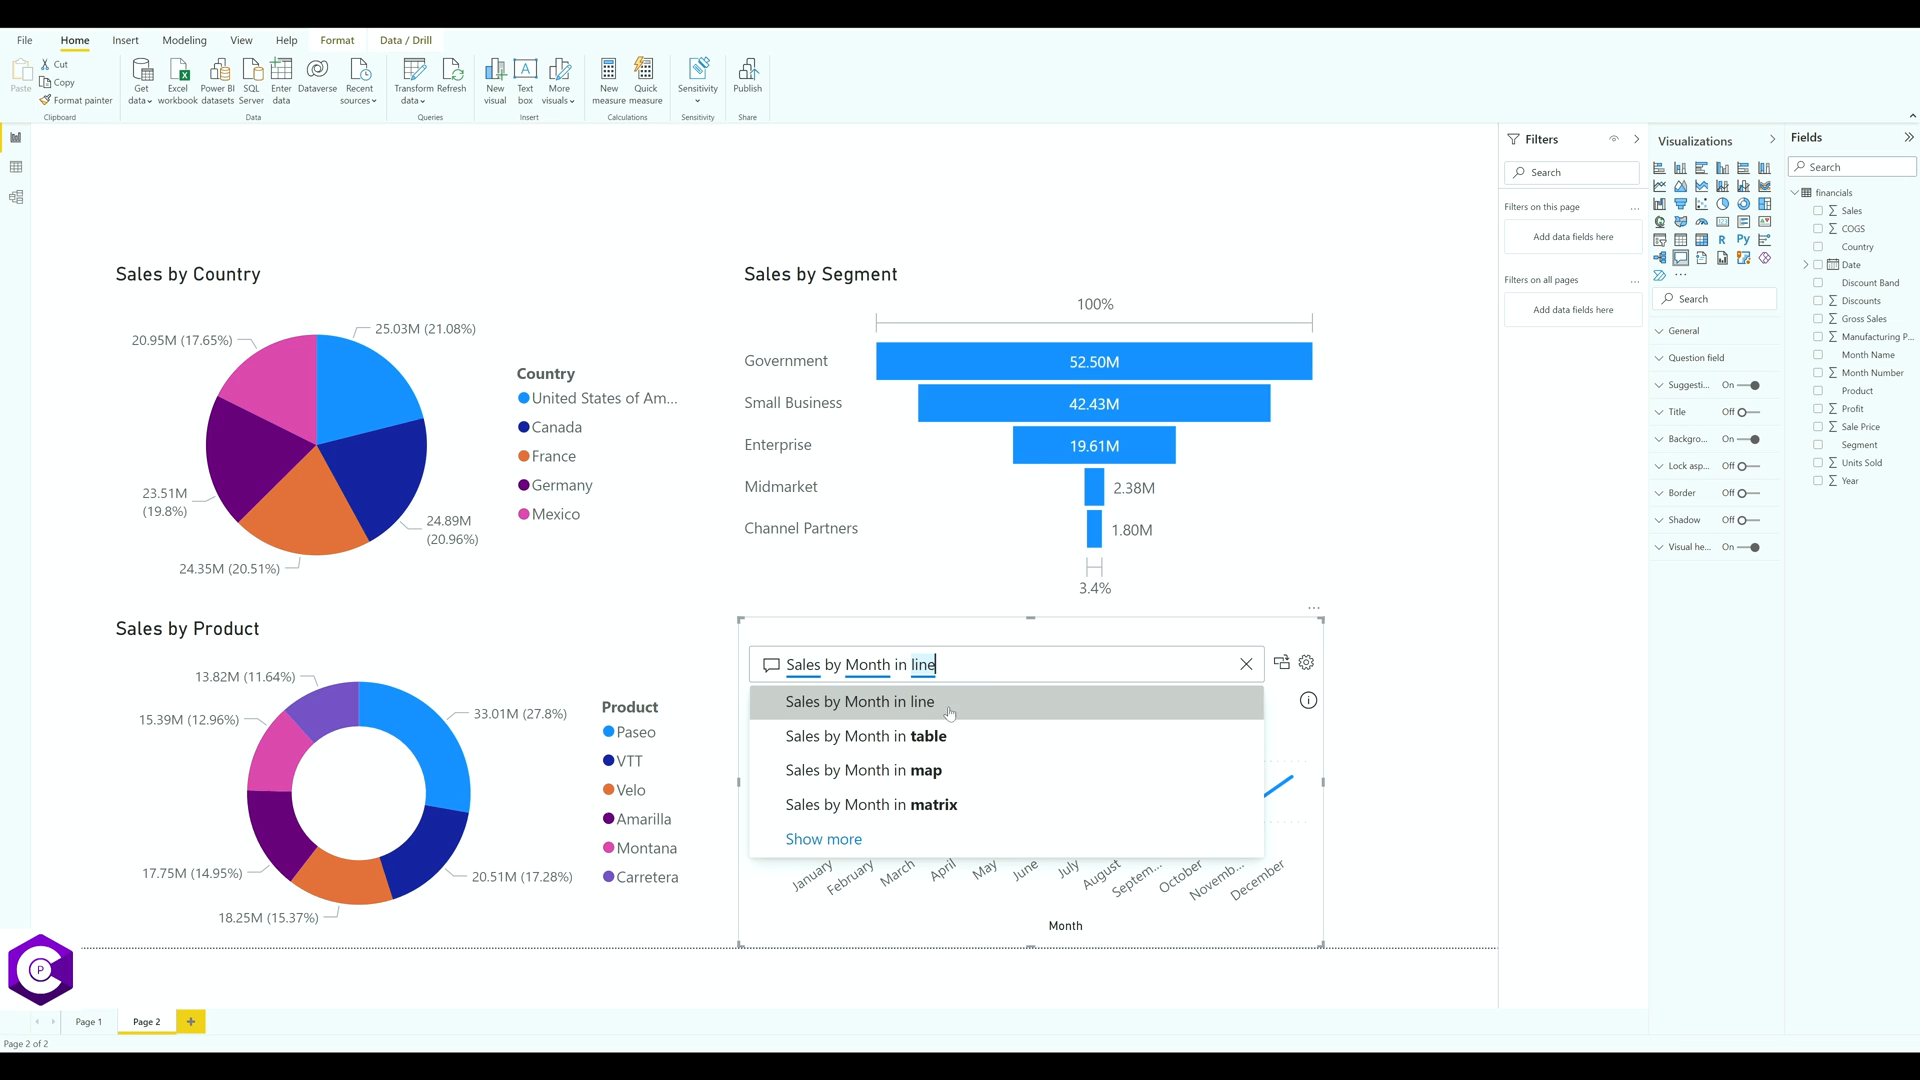 File Home Insert Modeling View Help Format Data / Drill
Paste
Cut
Copy
Format painter
Clipboard
Get data
Excel workbook
Power BI datasets
SQL Server
Enter data
Dataverse
Recent sources
Data
Transform data
Refresh
Queries
New visual
Text box
More visuals
Insert
New measure
Quick measure
Calculations
Sensitivity
Sensitivity
Publish
Share
Sales by Country
20.95M (17.65%)
25.03M (21.08%)
23.51M
(19.8%)
24.89M
(20.96%)
24.35M (20.51%)
Country
United States of Am...
Canada
France
Germany
Mexico
Sales by Segment
100%
Government 52.50M
Small Business 42.43M
Enterprise 19.61M
Midmarket 2.38M
Channel Partners 1.80M
3.4%
Sales by Product
13.82M (11.64%)
33.01M (27.8%)
15.39M (12.96%)
17.75M (14.95%)
20.51M (17.28%)
18.25M (15.37%)
Product
Paseo
VTT
Velo
Amarilla
Montana
Carretera
...
Sales by Month in line
Sales by Month in line
Sales by Month in table
Sales by Month in map
Sales by Month in matrix
Show more
January February March April May June July August Septem... October Novemb... December
Month
Filters
Search
Filters on this page ...
Add data fields here
Filters on all pages ...
Add data fields here
Visualizations
R Py
...
Search
General
Question field
Suggesti... On
Title Off
Backgro... On
Lock asp... Off
Border Off
Shadow Off
Visual he... On
Fields
Search
financials
Σ Sales
Σ COGS
Country
Date
Discount Band
Σ Discounts
Σ Gross Sales
Σ Manufacturing P...
Month Name
Σ Month Number
Product
Σ Profit
Σ Sale Price
Segment
Σ Units Sold
Σ Year
P
Page 1 Page 2 +
Page 2 of 2